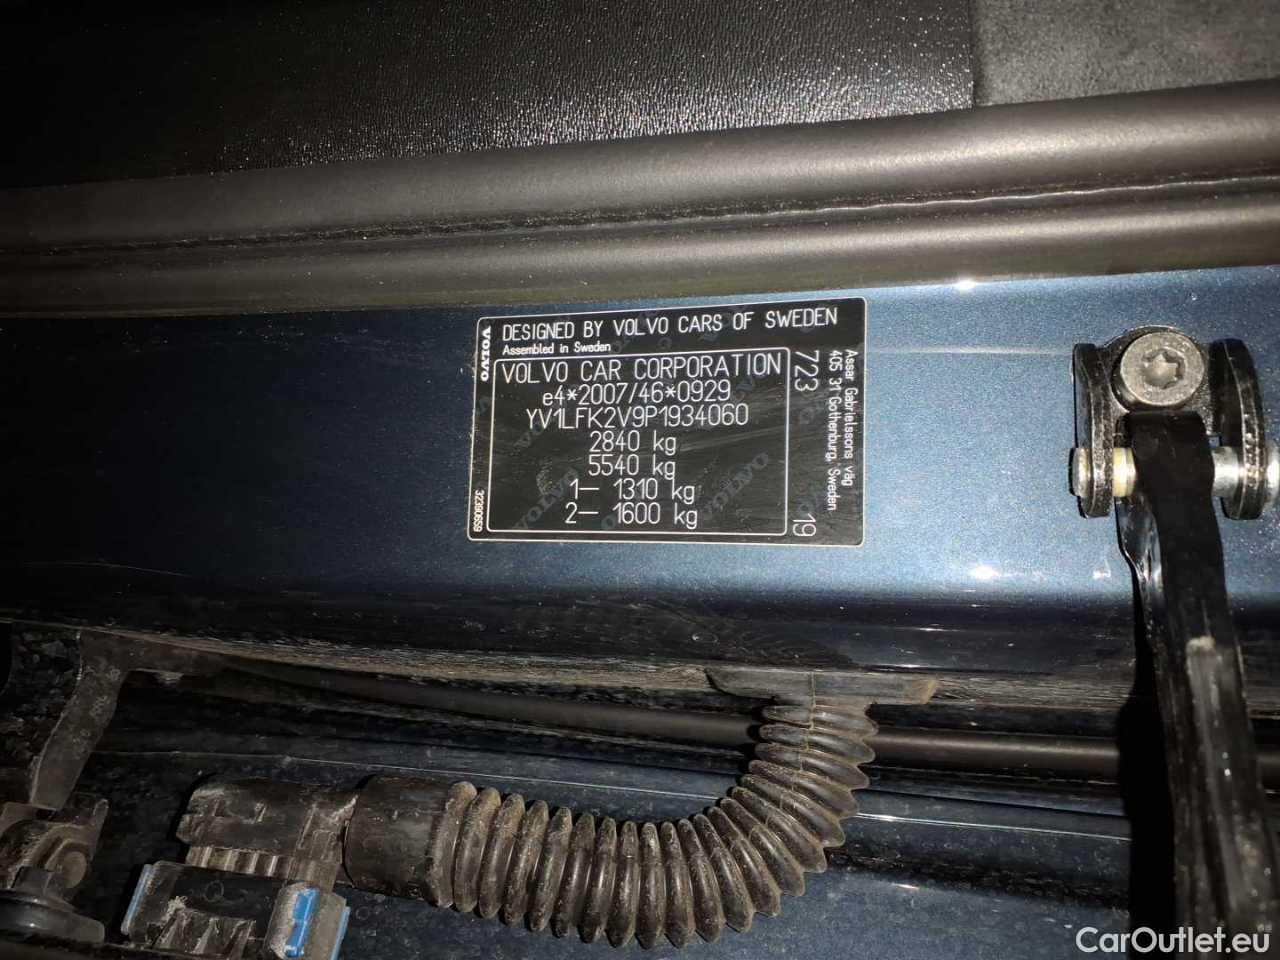 VOLVO
DESIGNED BY VOLVO CARS OF SWEDEN
Assembled in Sweden
VOLVO CAR CORPORATION
e4*2007/46*0929
YV1LFK2V9P1934060
2840 kg
5540 kg
1– 1310 kg
2– 1600 kg
723
19
Assar Gabrielssons väg
405 31 Gothenburg, Sweden
32390659
CarOutlet.eu